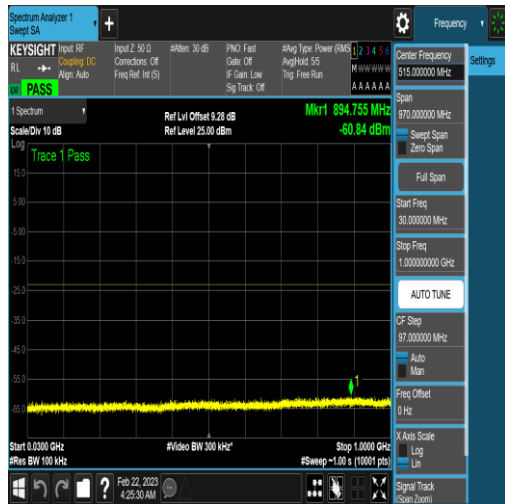 Spectrum Analyzer 1
Swept SA
Frequency
KEYSIGHT
Input: RF
Coupling: DC
Align: Auto
Input Z: 50 Ω
Corrections: Off
Freq Ref: Int (S)
#Atten: 30 dB
PNO: Fast
Gate: Off
IF Gain: Low
Sig Track: Off
#Avg Type: Power (RMS
Avg|Hold: 5/5
Trig: Free Run
1 2 3 4 5 6
M W W W W W
A A A A A A
RL
PASS
1 Spectrum
Scale/Div 10 dB
Ref Lvl Offset 9.28 dB
Ref Level 25.00 dBm
Mkr1 894.755 MHz
-60.84 dBm
Log
Trace 1 Pass
15.0
5.00
-5.00
-15.0
-25.0
-35.0
-45.0
-55.0
-65.0
1
Start 0.0300 GHz
#Res BW 100 kHz
#Video BW 300 kHz*
Stop 1.0000 GHz
#Sweep ~1.00 s (10001 pts)
Feb 22, 2023
4:25:30 AM
Center Frequency
515.000000 MHz
Span
970.000000 MHz
Swept Span
Zero Span
Full Span
Start Freq
30.000000 MHz
Stop Freq
1.000000000 GHz
AUTO TUNE
CF Step
97.000000 MHz
Auto
Man
Freq Offset
0 Hz
X Axis Scale
Log
Lin
Signal Track
(Span Zoom)
Settings